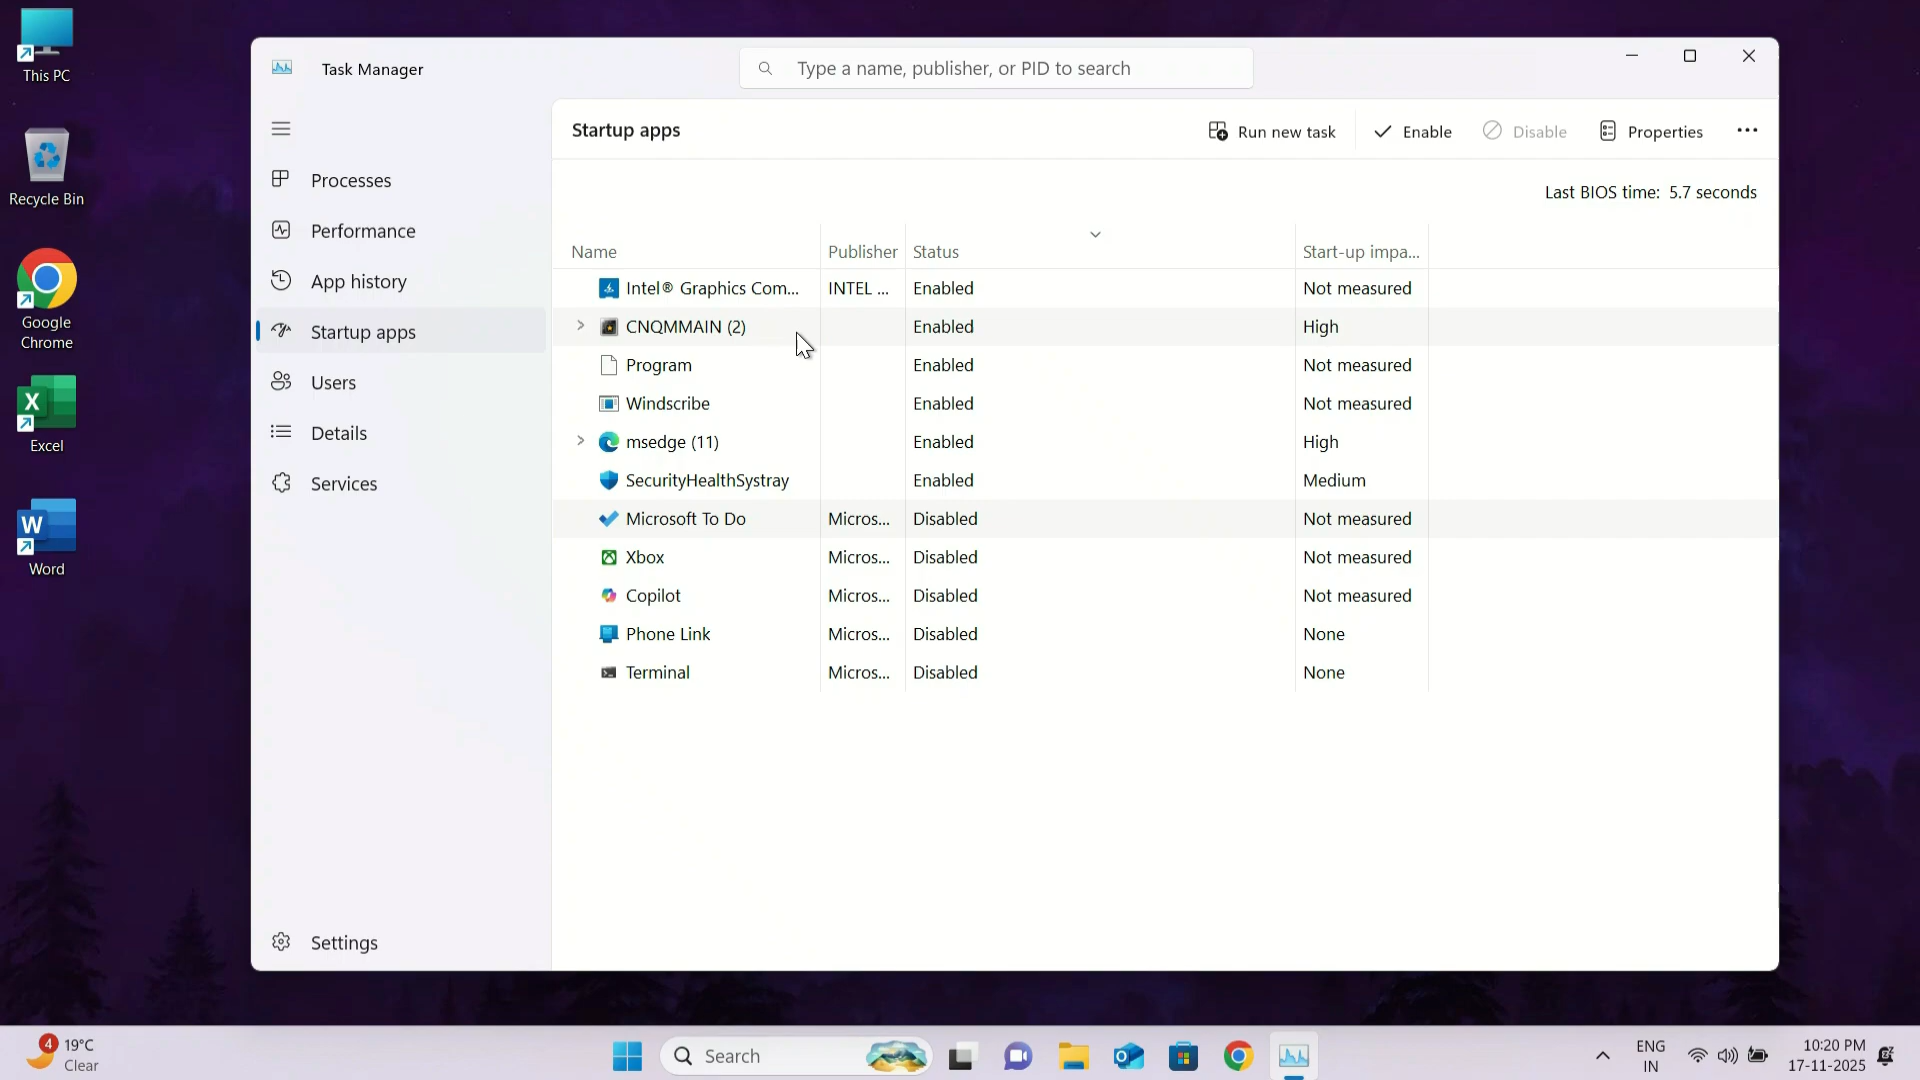 This PC
Recycle Bin
Google
Chrome
Excel
Word
Task Manager
Type a name, publisher, or PID to search
Processes
Performance
App history
Startup apps
Users
Details
Services
Settings
Startup apps
Run new task
Enable
Disable
Properties
Last BIOS time: 5.7 seconds
Name Publisher Status Start-up impa...
Intel® Graphics Com... INTEL ... Enabled Not measured
CNQMMAIN (2) Enabled High
Program Enabled Not measured
Windscribe Enabled Not measured
msedge (11) Enabled High
SecurityHealthSystray Enabled Medium
Microsoft To Do Micros... Disabled Not measured
Xbox Micros... Disabled Not measured
Copilot Micros... Disabled Not measured
Phone Link Micros... Disabled None
Terminal Micros... Disabled None
4
19°C
Clear
Search
ENG
IN
10:20 PM
17-11-2025